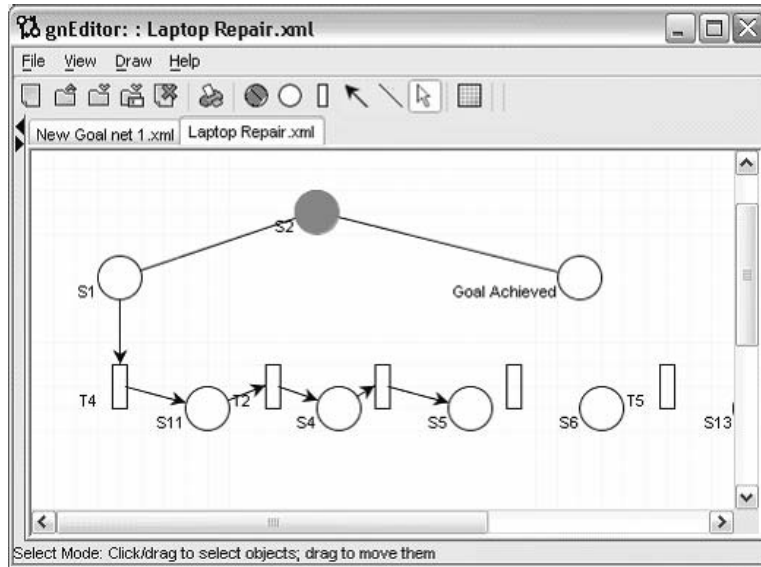 gnEditor: : Laptop Repair.xml
File View Draw Help
New Goal net 1.xml Laptop Repair.xml
S2
S1 Goal Achieved
T4 T2 T5
S11 S4 S5 S6 S13
Select Mode: Click/drag to select objects; drag to move them